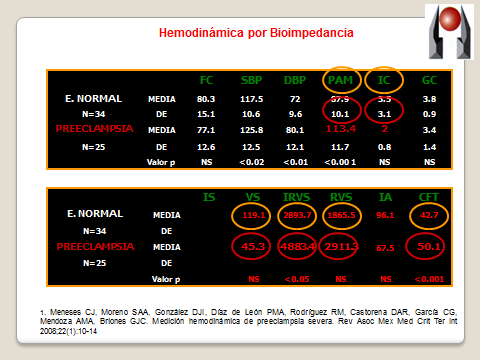 Hemodinámica por Bioimpedancia
FC SBP DBP PAM IC GC
E. NORMAL MEDIA 80.3 117.5 72 87.9 3.5 3.8
N=34 DE 15.1 10.6 9.6 10.1 3.1 0.9
PREECLAMPSIA MEDIA 77.1 125.8 80.1 113.4 2 3.4
N=25 DE 12.6 12.5 12.1 11.7 0.8 1.4
Valor p NS <0.02 <0.01 <0.001 NS NS
IS VS IRVS RVS IA CFT
E. NORMAL MEDIA 119.1 2893.7 1865.5 96.1 42.7
N=34 DE
PREECLAMPSIA MEDIA 45.3 4883.4 2911.3 67.5 50.1
N=25 DE
Valor p NS <0.05 NS NS <0.001
1. Meneses CJ, Moreno SAA, González DJI, Díaz de León PMA, Rodríguez RM, Castorena DAR, García CG,
Mendoza AMA, Briones GJC. Medición hemodinámica de preeclampsia severa. Rev Asoc Mex Med Crit Ter Int
2008;22(1):10-14